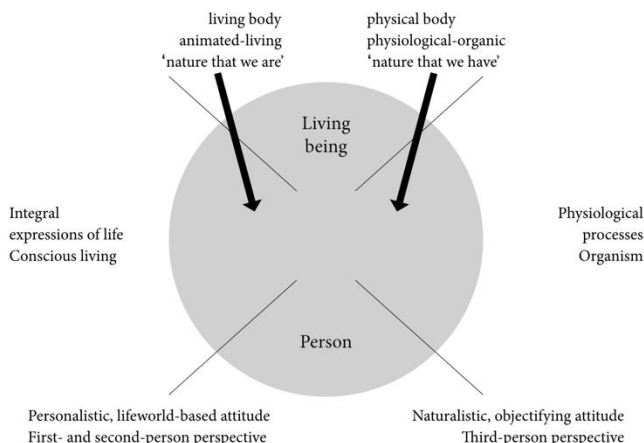 living body
animated-living
‘nature that we are’
physical body
physiological-organic
‘nature that we have’
Living
being
Integral
expressions of life
Conscious living
Physiological
processes
Organism
Person
Personalistic, lifeworld-based attitude
First- and second-person perspective
Naturalistic, objectifying attitude
Third-person perspective